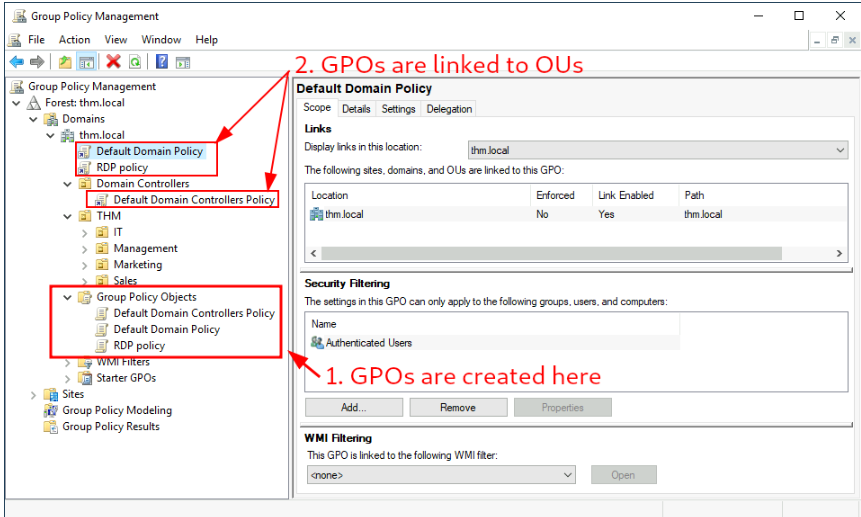 Group Policy Management
File Action View Window Help
2. GPOs are linked to OUs
Group Policy Management
Forest: thm.local
Domains
thm.local
Default Domain Policy
RDP policy
Domain Controllers
Default Domain Controllers Policy
THM
IT
Management
Marketing
Sales
Group Policy Objects
Default Domain Controllers Policy
Default Domain Policy
RDP policy
WMI Filters
Starter GPOs
Sites
Group Policy Modeling
Group Policy Results
Default Domain Policy
Scope Details Settings Delegation
Links
Display links in this location: thm.local
The following sites, domains, and OUs are linked to this GPO:
Location Enforced Link Enabled Path
thm.local No Yes thm.local
Security Filtering
The settings in this GPO can only apply to the following groups, users, and computers:
Name
Authenticated Users
1. GPOs are created here
Add... Remove Properties
WMI Filtering
This GPO is linked to the following WMI filter:
<none> Open